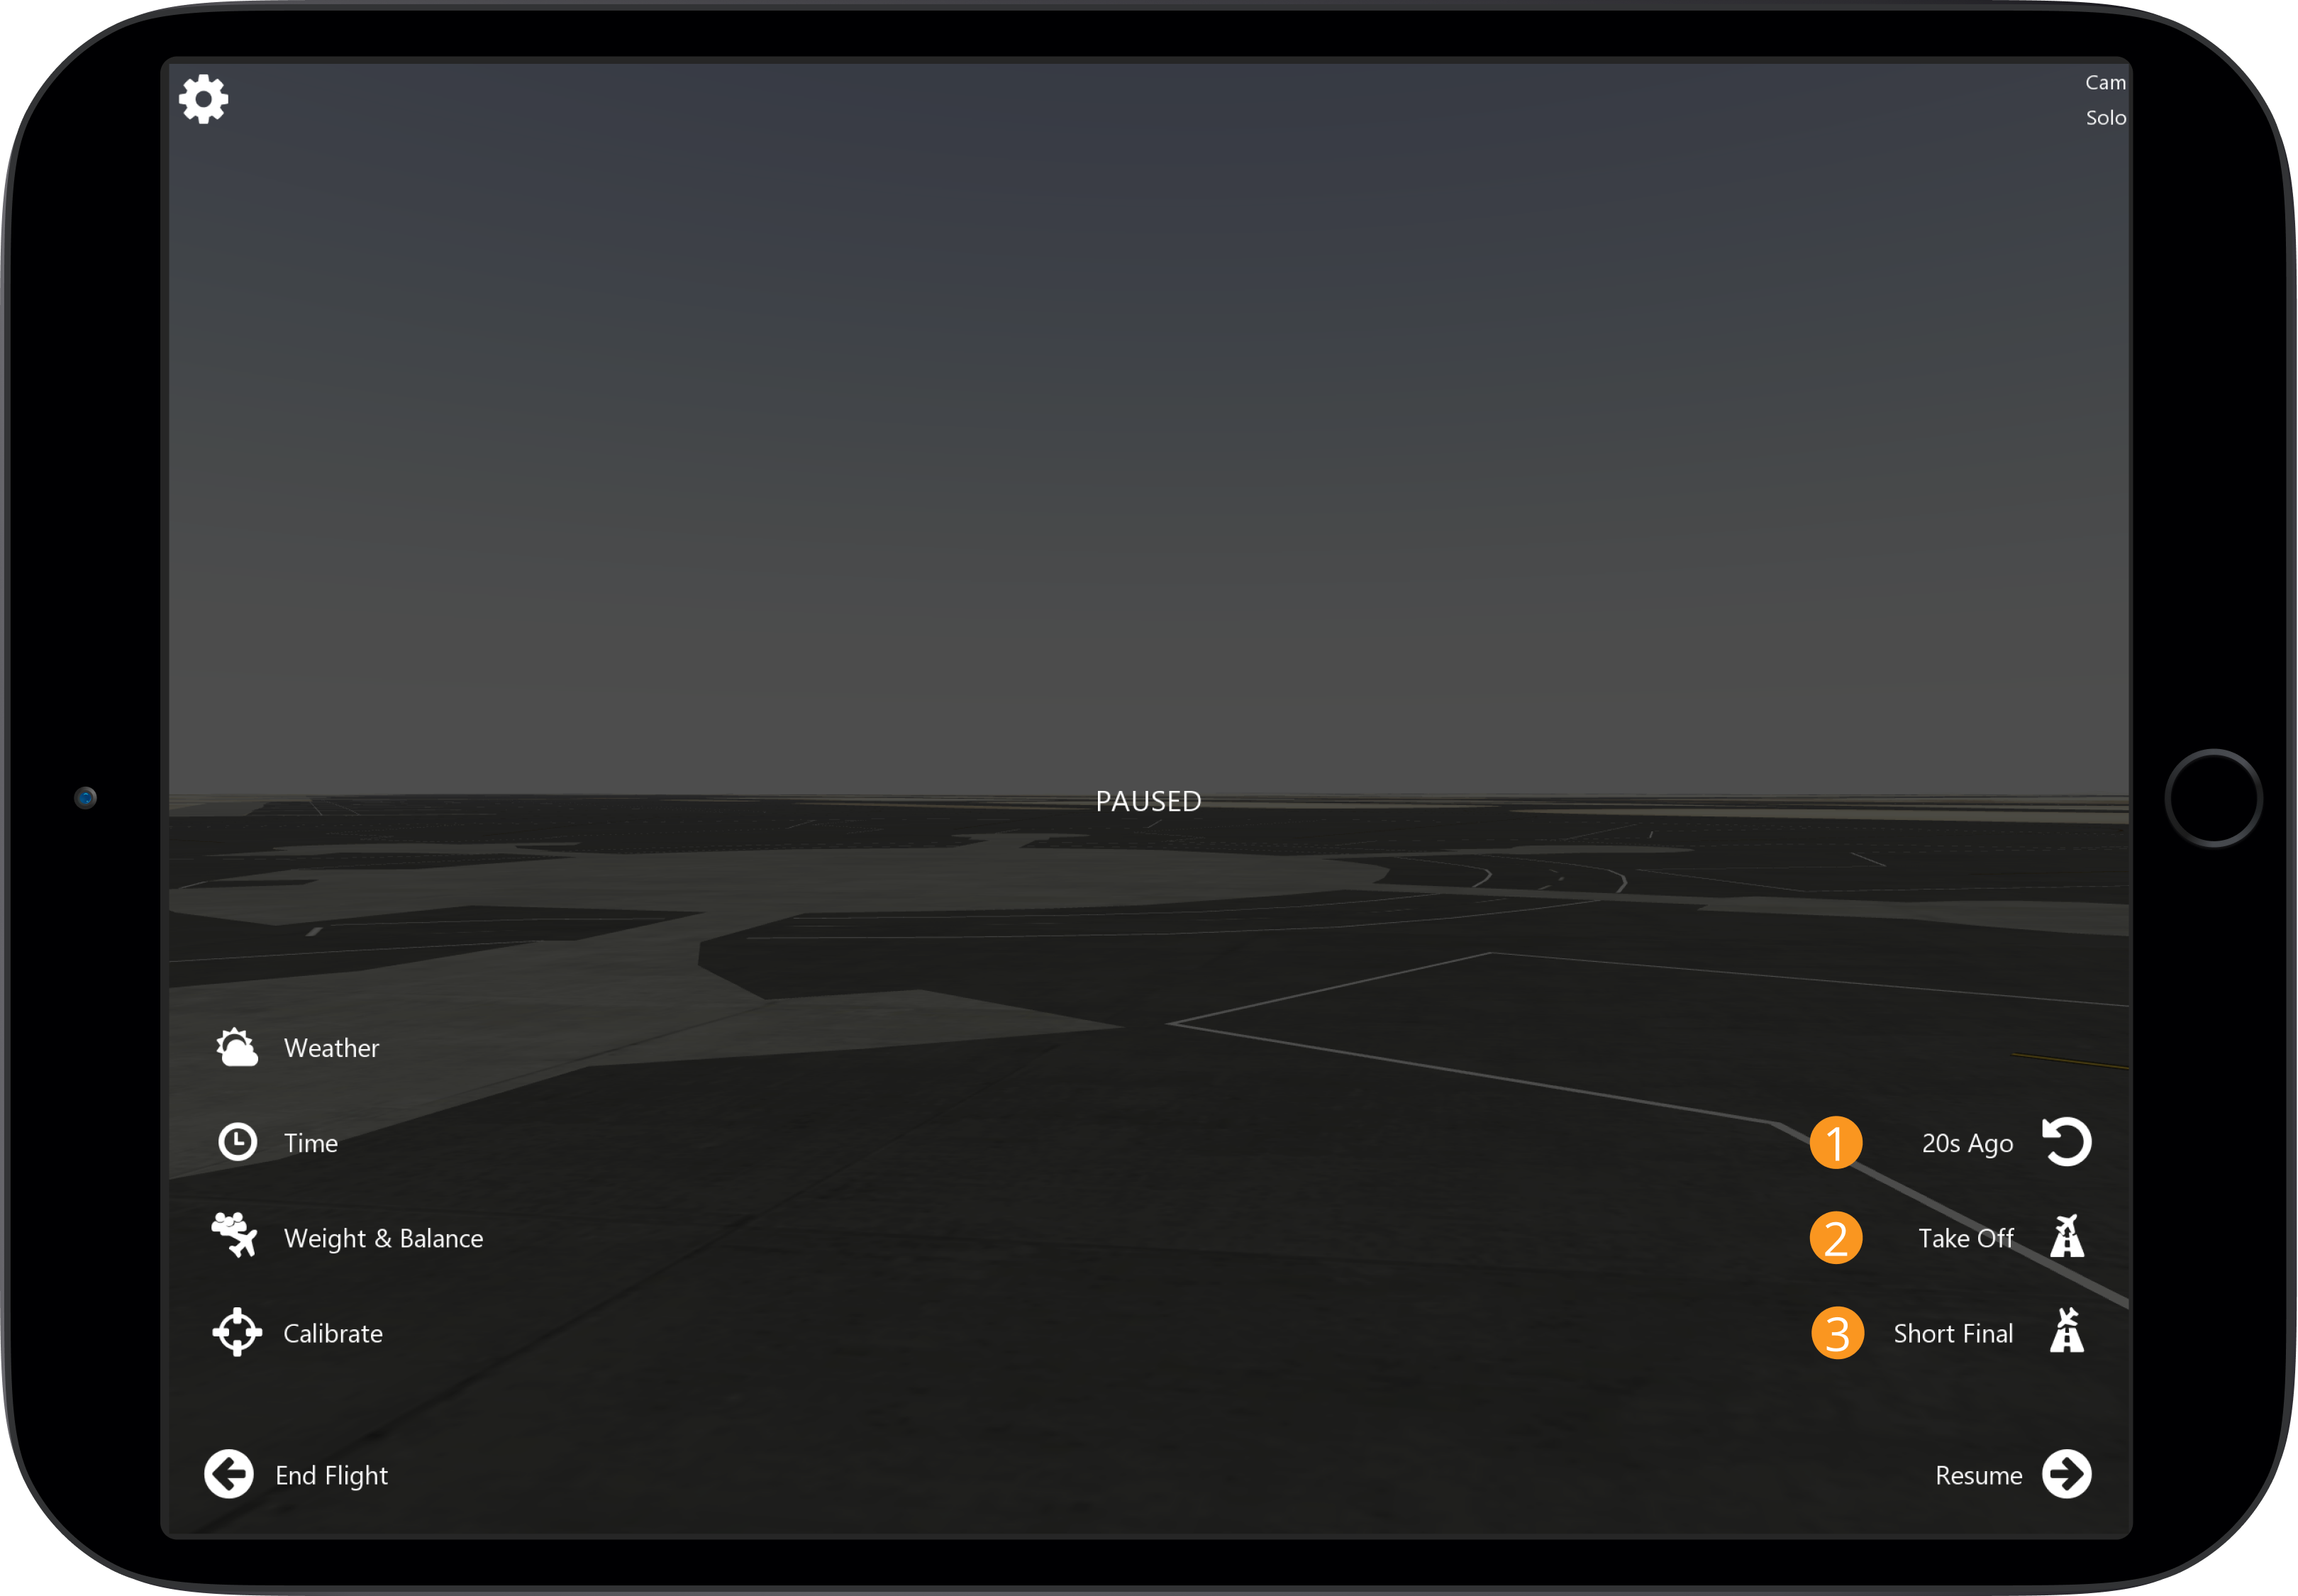 Cam
Solo
PAUSED
Weather
Time
1 20s Ago
Weight & Balance
2 Take Off
Calibrate
3 Short Final
End Flight
Resume